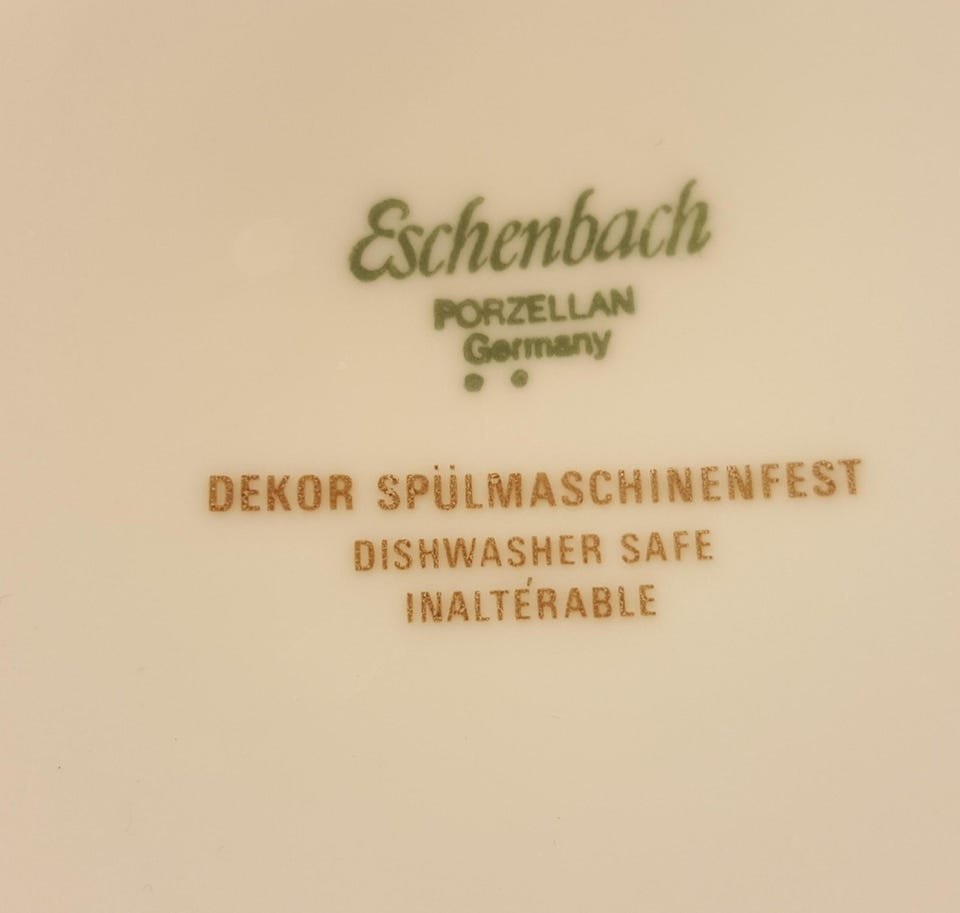 Eschenbach
PORZELLAN
Germany
DEKOR SPÜLMASCHINENFEST
DISHWASHER SAFE
INALTÉRABLE